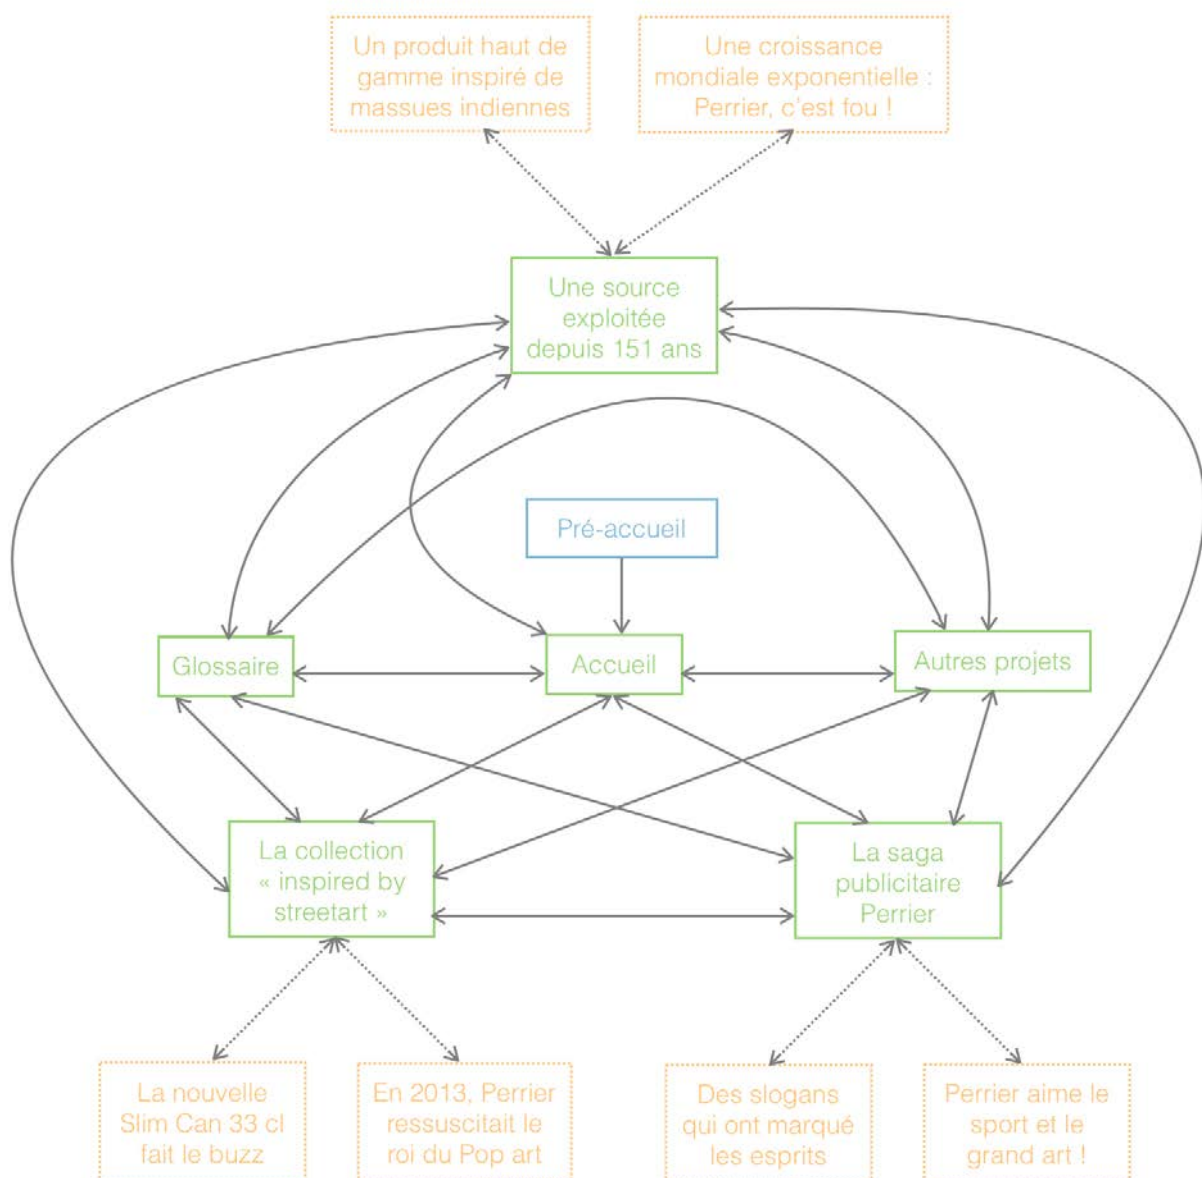 Un produit haut de
gamme inspiré de
massues indiennes
Une croissance
mondiale exponentielle :
Perrier, c'est fou !
Une source
exploitée
depuis 151 ans
Pré-accueil
Glossaire
Accueil
Autres projets
La collection
« inspired by
streetart »
La saga
publicitaire
Perrier
La nouvelle
Slim Can 33 cl
fait le buzz
En 2013, Perrier
ressuscitait le
roi du Pop art
Des slogans
qui ont marqué
les esprits
Perrier aime le
sport et le
grand art !